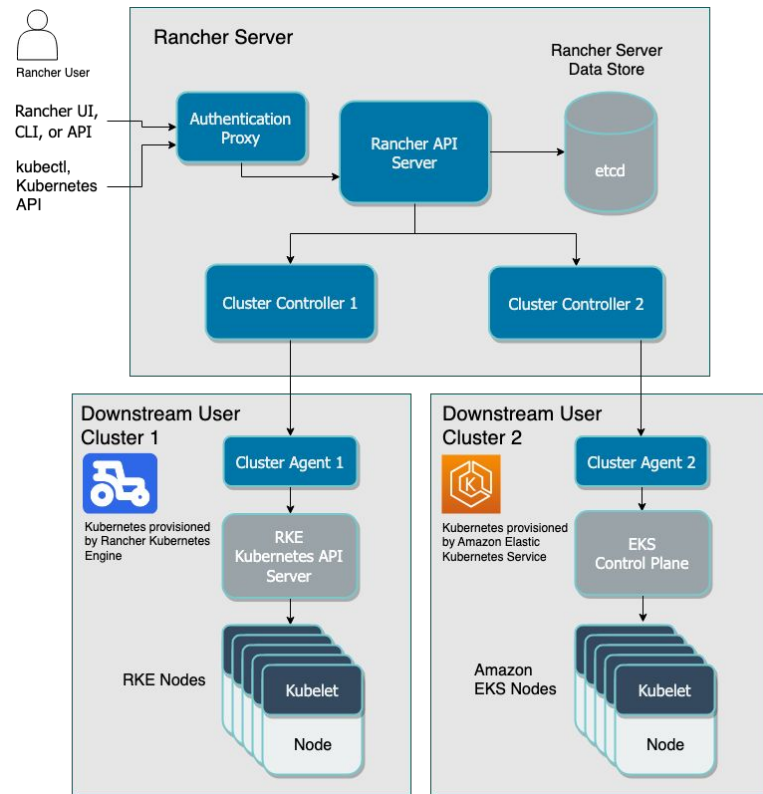 Rancher User
Rancher Server
Rancher UI,
CLI, or API
kubectl,
Kubernetes
API
Authentication
Proxy
Rancher API
Server
Rancher Server
Data Store
etcd
Cluster Controller 1
Cluster Controller 2
Downstream User
Cluster 1
Kubernetes provisioned
by Rancher Kubernetes
Engine
Cluster Agent 1
RKE
Kubernetes API
Server
RKE Nodes
Kubelet
Node
Downstream User
Cluster 2
K
Kubernetes provisioned
by Amazon Elastic
Kubernetes Service
Cluster Agent 2
EKS
Control Plane
Amazon
EKS Nodes
Kubelet
Node